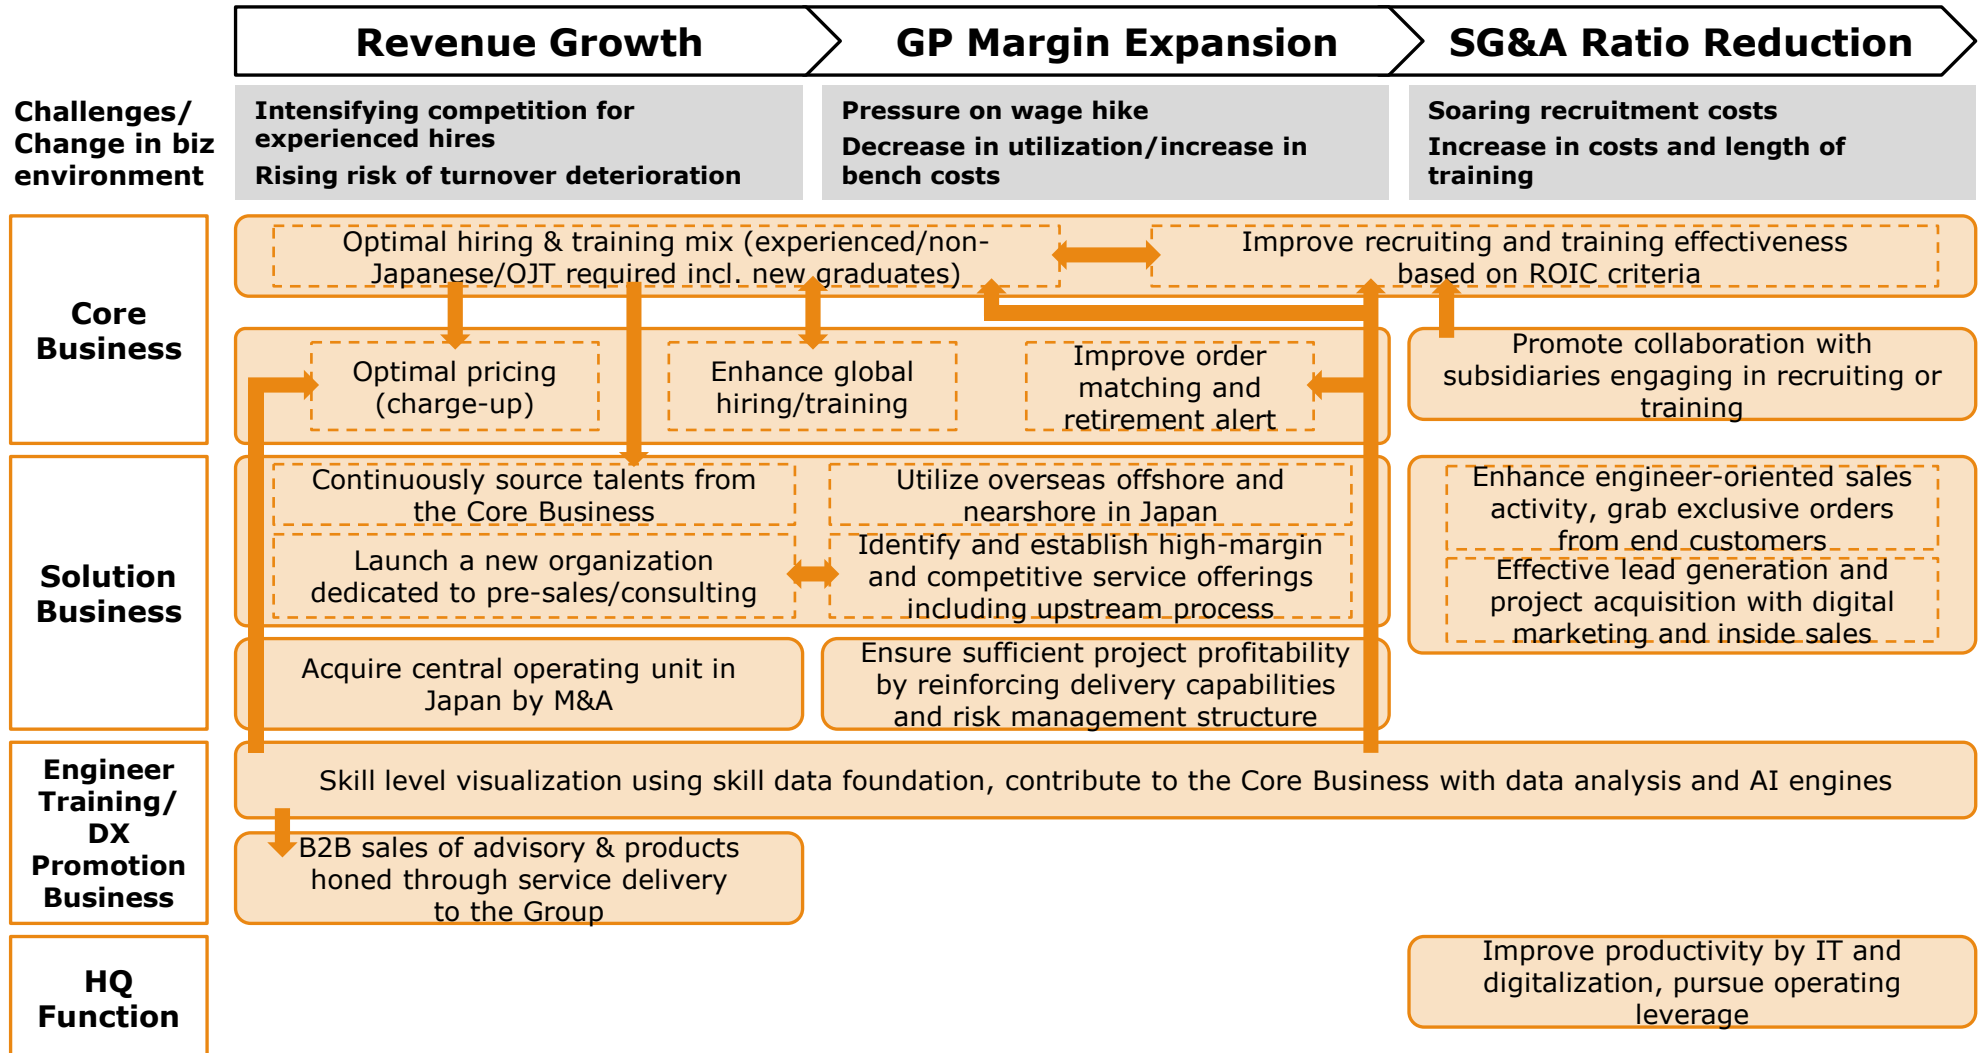 Revenue Growth
GP Margin Expansion
SG&A Ratio Reduction
Challenges/
Change in biz
environment
Intensifying competition for
experienced hires
Rising risk of turnover deterioration
Pressure on wage hike
Decrease in utilization/increase in
bench costs
Soaring recruitment costs
Increase in costs and length of
training
Core
Business
Optimal hiring & training mix (experienced/non-
Japanese/OJT required incl. new graduates)
Improve recruiting and training effectiveness
based on ROIC criteria
Optimal pricing
(charge-up)
Enhance global
hiring/training
Improve order
matching and
retirement alert
Promote collaboration with
subsidiaries engaging in recruiting or
training
Solution
Business
Continuously source talents from
the Core Business
Utilize overseas offshore and
nearshore in Japan
Enhance engineer-oriented sales
activity, grab exclusive orders
from end customers
Launch a new organization
dedicated to pre-sales/consulting
Identify and establish high-margin
and competitive service offerings
including upstream process
Effective lead generation and
project acquisition with digital
marketing and inside sales
Acquire central operating unit in
Japan by M&A
Ensure sufficient project profitability
by reinforcing delivery capabilities
and risk management structure
Engineer
Training/
DX
Promotion
Business
Skill level visualization using skill data foundation, contribute to the Core Business with data analysis and AI engines
B2B sales of advisory & products
honed through service delivery
to the Group
HQ
Function
Improve productivity by IT and
digitalization, pursue operating
leverage